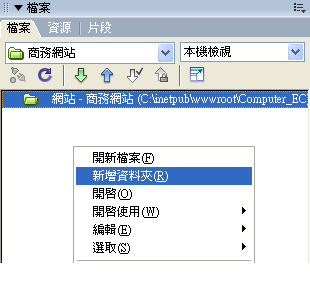 檔案
檔案 資源 片段
商務網站 本機檢視
網站 - 商務網站 (C:\inetpub\wwwroot\Computer_EC
開新檔案(F)
新增資料夾(R)
開啓(O)
開啓使用(W)
編輯(E)
選取(S)